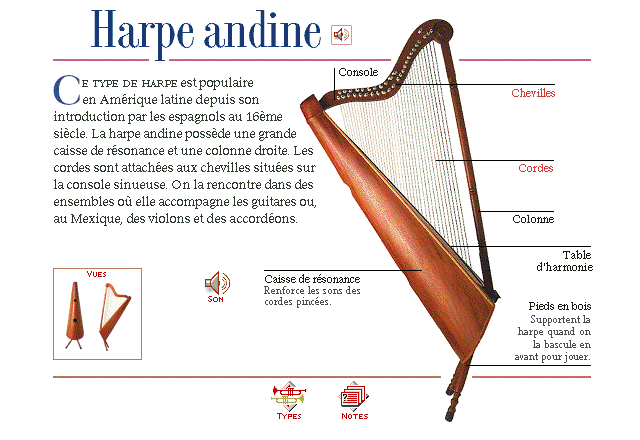 Harpe andine
CE TYPE DE HARPE est populaire
en Amérique latine depuis son
introduction par les espagnols au 16ème
siècle. La harpe andine possède une grande
caisse de résonance et une colonne droite. Les
cordes sont attachées aux chevilles situées sur
la console sinueuse. On la rencontre dans des
ensembles où elle accompagne les guitares ou,
au Mexique, des violons et des accordéons.
Console
Chevilles
Cordes
Colonne
Table
d'harmonie
Caisse de résonance
Renforce les sons des
cordes pincées.
Pieds en bois
Supportent la
harpe quand on
la bascule en
avant pour jouer.
VUES
SON
TYPES
NOTES